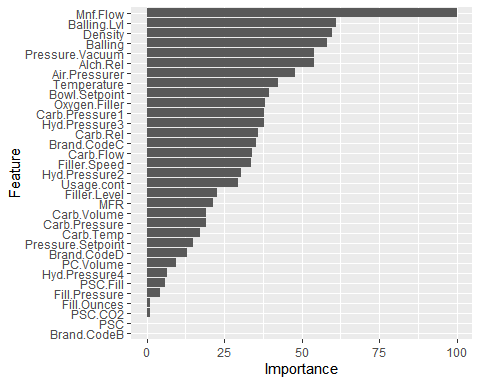 Mnf.Flow
Balling.Lvl
Density
Balling
Pressure.Vacuum
Alch.Rel
Air.Pressurer
Temperature
Bowl.Setpoint
Oxygen.Filler
Carb.Pressure1
Hyd.Pressure3
Carb.Rel
Brand.CodeC
Carb.Flow
Filler.Speed
Hyd.Pressure2
Usage.cont
Filler.Level
MFR
Carb.Volume
Carb.Pressure
Carb.Temp
Pressure.Setpoint
Brand.CodeD
PC.Volume
Hyd.Pressure4
PSC.Fill
Fill.Pressure
Fill.Ounces
PSC.CO2
PSC
Brand.CodeB
Feature
0 25 50 75 100
Importance